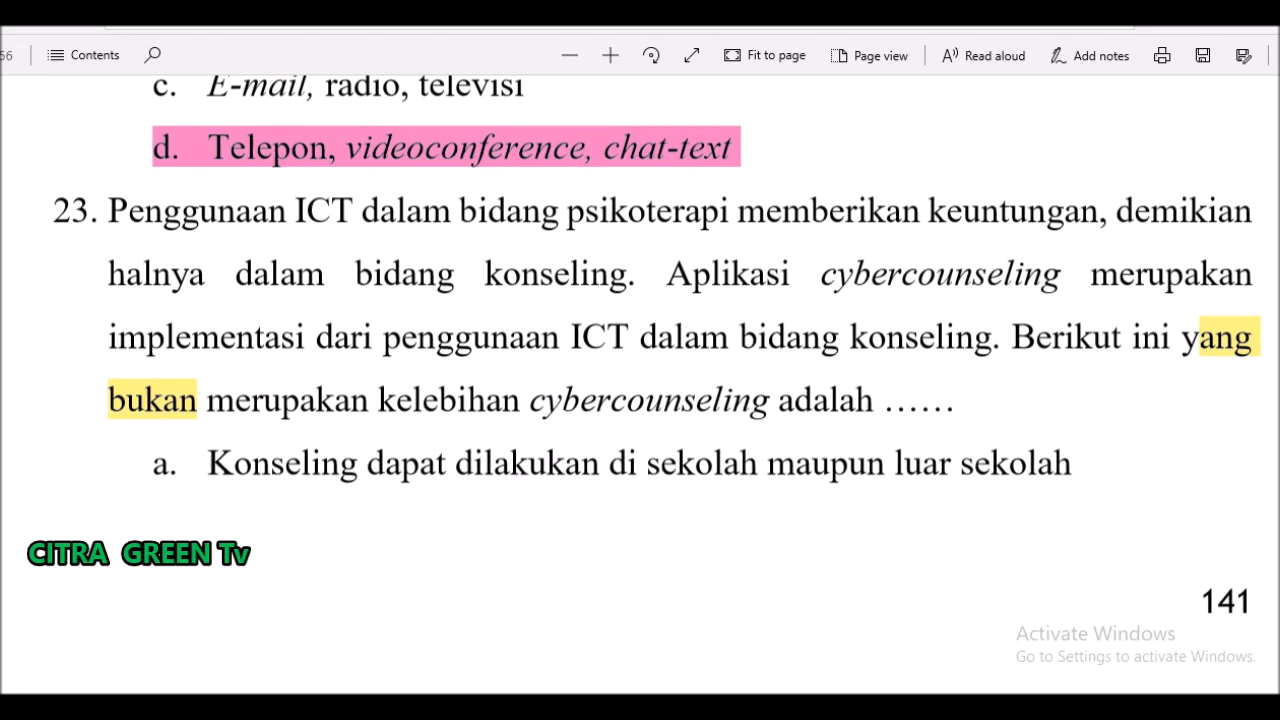 56 Contents Fit to page Page view Read aloud Add notes
c. E-mail, radio, televisi
d. Telepon, videoconference, chat-text
23. Penggunaan ICT dalam bidang psikoterapi memberikan keuntungan, demikian
halnya dalam bidang konseling. Aplikasi cybercounseling merupakan
implementasi dari penggunaan ICT dalam bidang konseling. Berikut ini yang
bukan merupakan kelebihan cybercounseling adalah ……
a. Konseling dapat dilakukan di sekolah maupun luar sekolah
CITRA GREEN Tv
141
Activate Windows
Go to Settings to activate Windows.